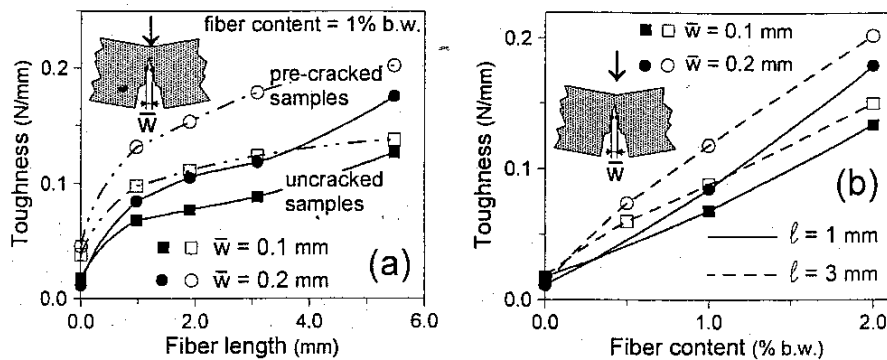 fiber content = 1% b.w.
0.2
pre-cracked
samples
w̄
Toughness (N/mm)
0.1
uncracked
samples
w̄ = 0.1 mm
w̄ = 0.2 mm
(a)
0.0
0.0 2.0 4.0 6.0
Fiber length (mm)
0.2
w̄ = 0.1 mm
w̄ = 0.2 mm
w̄
Toughness (N/mm)
0.1
(b)
ℓ = 1 mm
ℓ = 3 mm
0.0
0.0 1.0 2.0
Fiber content (% b.w.)